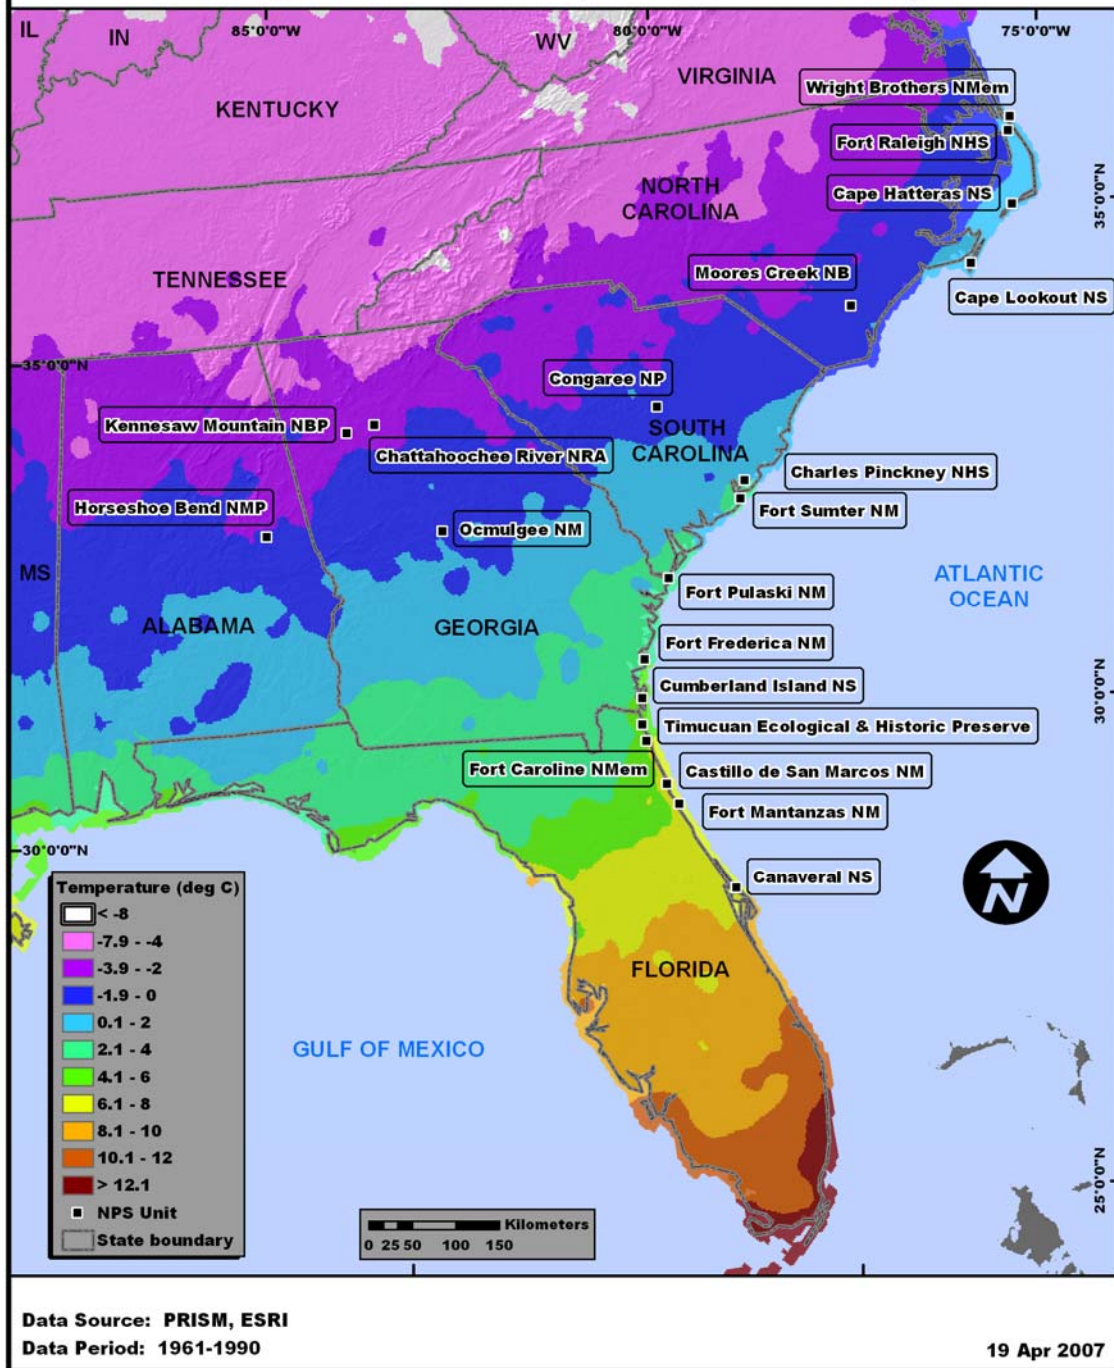 IL
IN
85°0'0"W
80°0'0"W
75°0'0"W
WV
VIRGINIA
KENTUCKY
Wright Brothers NMem
Fort Raleigh NHS
NORTH
CAROLINA
Cape Hatteras NS
35°0'0"N
TENNESSEE
Moores Creek NB
Cape Lookout NS
35°0'0"N
Congaree NP
Kennesaw Mountain NBP
SOUTH
CAROLINA
Chattahoochee River NRA
Charles Pinckney NHS
Horseshoe Bend NMP
Fort Sumter NM
Ocmulgee NM
MS
ATLANTIC
OCEAN
Fort Pulaski NM
ALABAMA
GEORGIA
Fort Frederica NM
Cumberland Island NS
30°0'0"N
Timucuan Ecological & Historic Preserve
Fort Caroline NMem
Castillo de San Marcos NM
Fort Mantanzas NM
30°0'0"N
Canaveral NS
N
FLORIDA
GULF OF MEXICO
25°0'0"N
Temperature (deg C)
< -8
-7.9 - -4
-3.9 - -2
-1.9 - 0
0.1 - 2
2.1 - 4
4.1 - 6
6.1 - 8
8.1 - 10
10.1 - 12
> 12.1
NPS Unit
State boundary
Kilometers
0 25 50 100 150
Data Source: PRISM, ESRI
Data Period: 1961-1990
19 Apr 2007